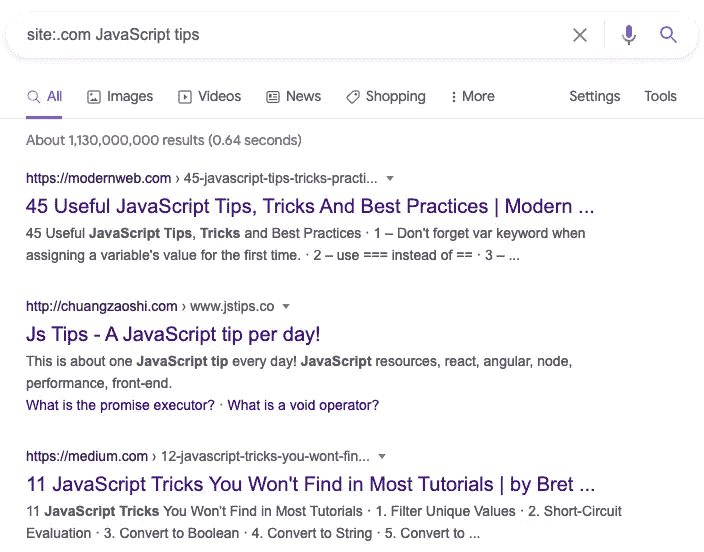 site:.com JavaScript tips
All Images Videos News Shopping More Settings Tools
About 1,130,000,000 results (0.64 seconds)
https://modernweb.com › 45-javascript-tips-tricks-practi...
45 Useful JavaScript Tips, Tricks And Best Practices | Modern ...
45 Useful JavaScript Tips, Tricks and Best Practices · 1 – Don't forget var keyword when
assigning a variable's value for the first time. · 2 – use === instead of == · 3 – ...
http://chuangzaoshi.com › www.jstips.co
Js Tips - A JavaScript tip per day!
This is about one JavaScript tip every day! JavaScript resources, react, angular, node,
performance, front-end.
What is the promise executor? · What is a void operator?
https://medium.com › 12-javascript-tricks-you-wont-fin...
11 JavaScript Tricks You Won't Find in Most Tutorials | by Bret ...
11 JavaScript Tricks You Won't Find in Most Tutorials · 1. Filter Unique Values · 2. Short-Circuit
Evaluation · 3. Convert to Boolean · 4. Convert to String · 5. Convert to ...